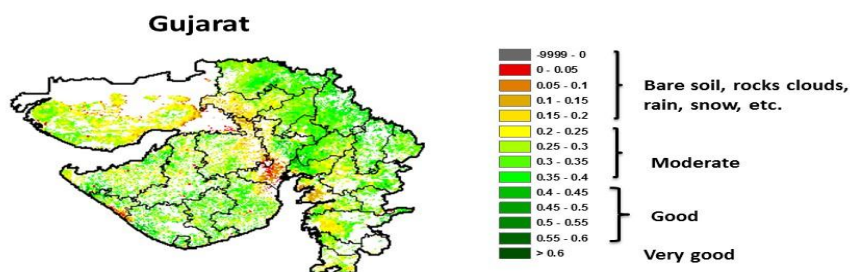 Gujarat
-9999 - 0
0 - 0.05
0.05 - 0.1
0.1 - 0.15
0.15 - 0.2
0.2 - 0.25
0.25 - 0.3
0.3 - 0.35
0.35 - 0.4
0.4 - 0.45
0.45 - 0.5
0.5 - 0.55
0.55 - 0.6
> 0.6
Bare soil, rocks clouds,
rain, snow, etc.
Moderate
Good
Very good